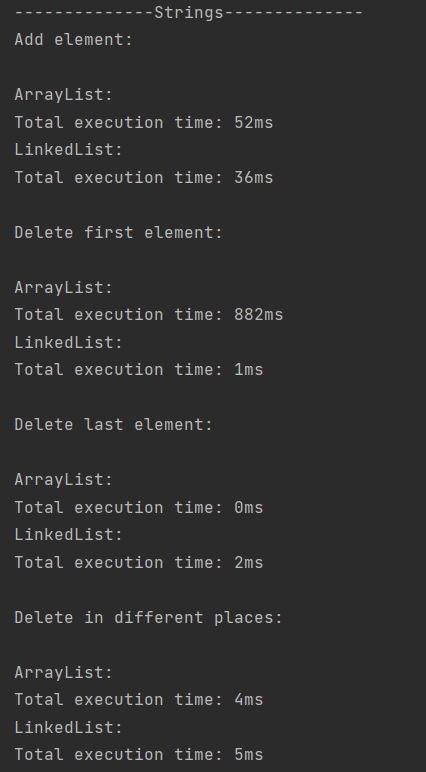 --------------Strings--------------
Add element:
ArrayList:
Total execution time: 52ms
LinkedList:
Total execution time: 36ms
Delete first element:
ArrayList:
Total execution time: 882ms
LinkedList:
Total execution time: 1ms
Delete last element:
ArrayList:
Total execution time: 0ms
LinkedList:
Total execution time: 2ms
Delete in different places:
ArrayList:
Total execution time: 4ms
LinkedList:
Total execution time: 5ms